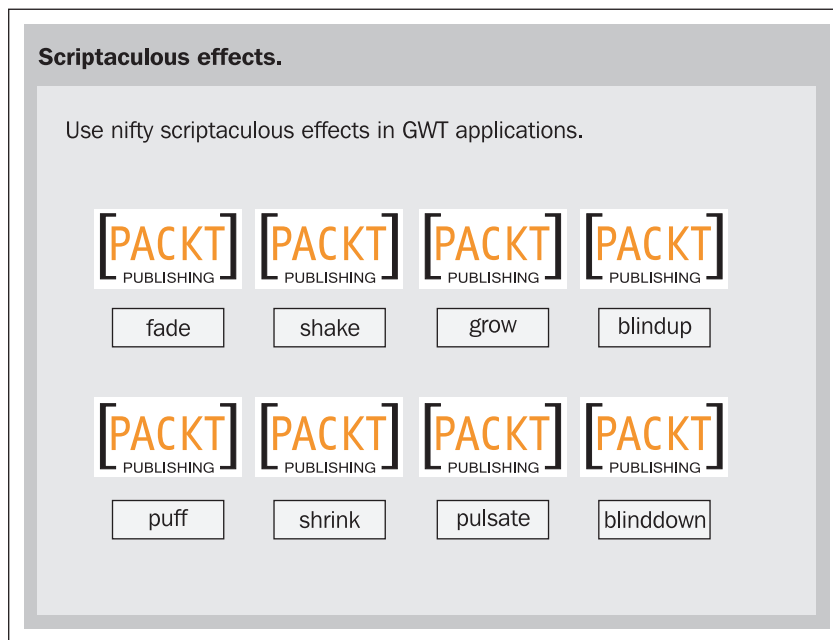 Scriptaculous effects.
Use nifty scriptaculous effects in GWT applications.
[PACKT] [PACKT] [PACKT] [PACKT]
PUBLISHING PUBLISHING PUBLISHING PUBLISHING
fade shake grow blindup
[PACKT] [PACKT] [PACKT] [PACKT]
PUBLISHING PUBLISHING PUBLISHING PUBLISHING
puff shrink pulsate blinddown